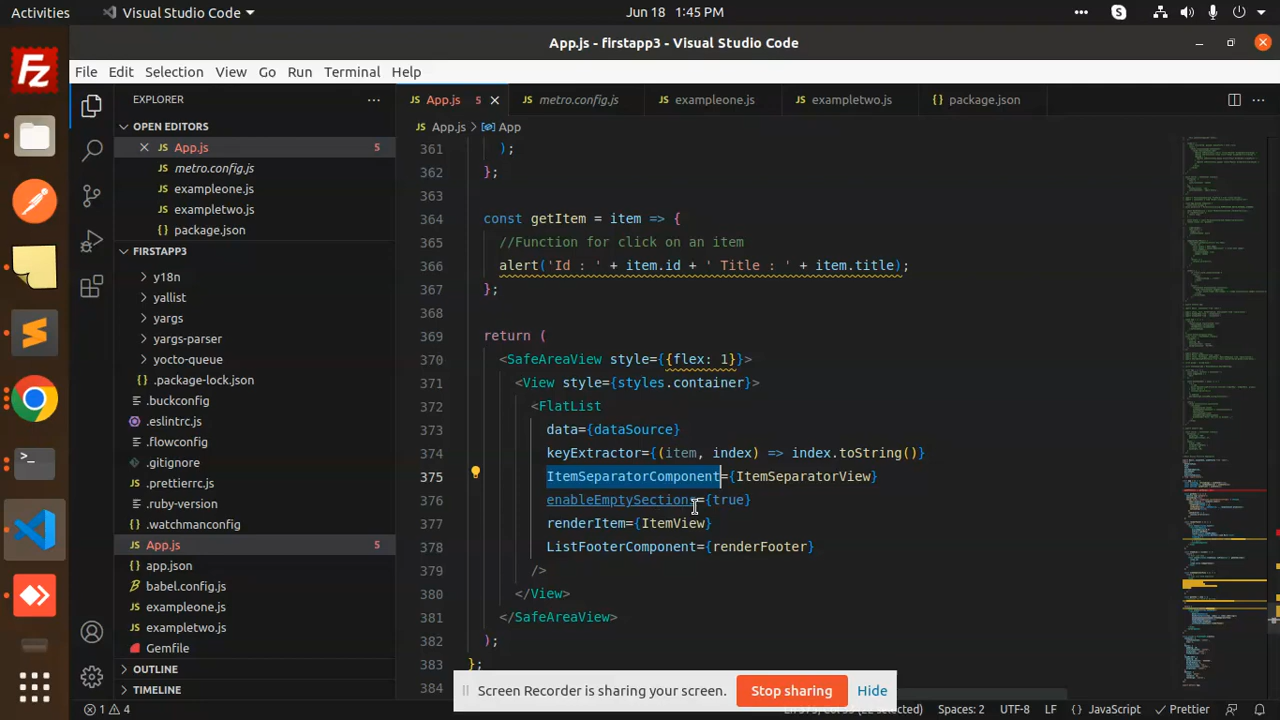 Activities
Visual Studio Code
Jun 18 1:45 PM
App.js - firstapp3 - Visual Studio Code
File Edit Selection View Go Run Terminal Help
EXPLORER
OPEN EDITORS
App.js 5
metro.config.js
exampleone.js
exampletwo.js
package.json
FIRSTAPP3
y18n
yallist
yargs
yargs-parser
yocto-queue
.package-lock.json
.buckconfig
.eslintrc.js
.flowconfig
.gitignore
.prettierrc.js
.ruby-version
.watchmanconfig
App.js 5
app.json
babel.config.js
exampleone.js
exampletwo.js
Gemfile
OUTLINE
TIMELINE
App.js 5 metro.config.js exampleone.js exampletwo.js package.json
App.js > App
361 );
362 };
363
364 const getItem = item => {
365 //Function for click on an item
366 alert('Id : ' + item.id + ' Title : ' + item.title);
367 };
368
369 return (
370 <SafeAreaView style={{flex: 1}}>
371 <View style={styles.container}>
372 <FlatList
373 data={dataSource}
374 keyExtractor={(item, index) => index.toString()}
375 ItemSeparatorComponent={ItemSeparatorView}
376 enableEmptySections={true}
377 renderItem={ItemView}
378 ListFooterComponent={renderFooter}
379 />
380 </View>
381 </SafeAreaView>
382 );
383 };
384
Screen Recorder is sharing your screen. Stop sharing Hide
1 4
Spaces: 2 UTF-8 LF {} JavaScript Prettier